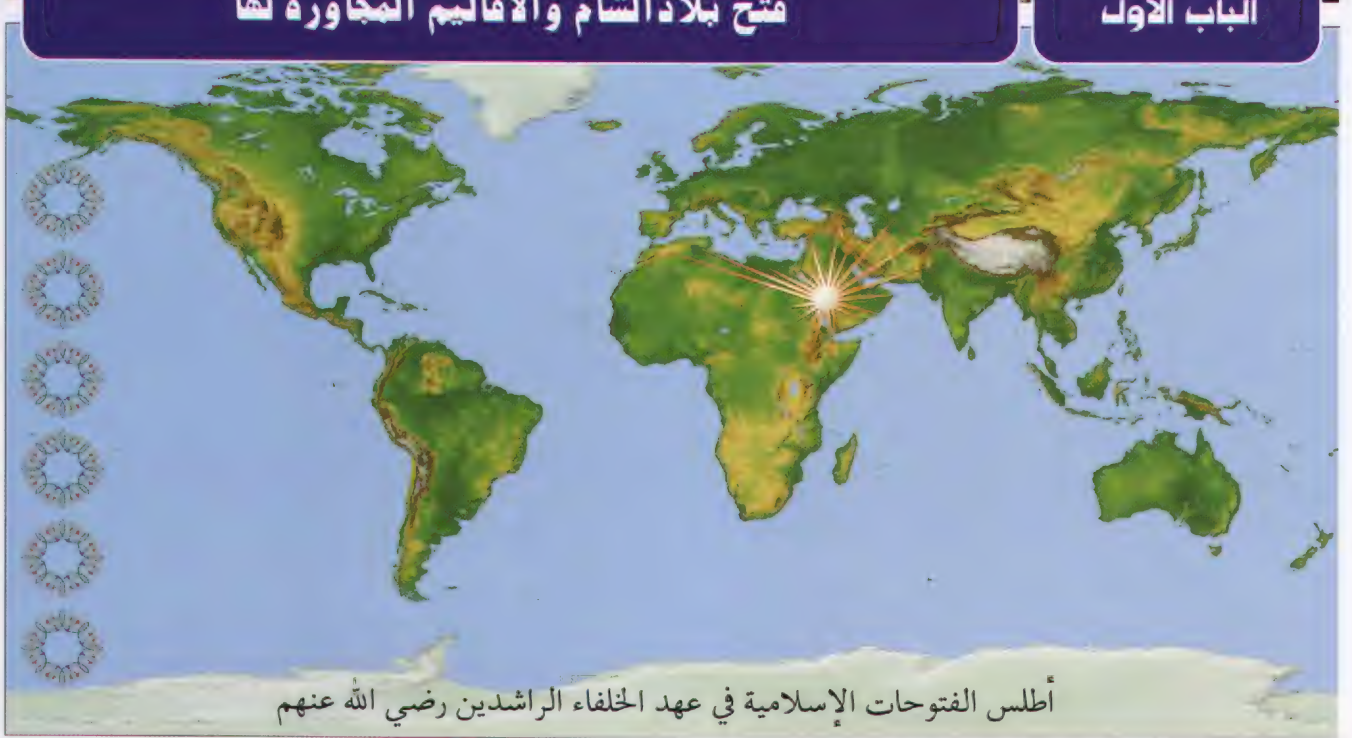 الباب الأول
فتح بلاد الشام والأقاليم المجاورة لها
أطلس الفتوحات الإسلامية في عهد الخلفاء الراشدين رضي الله عنهم